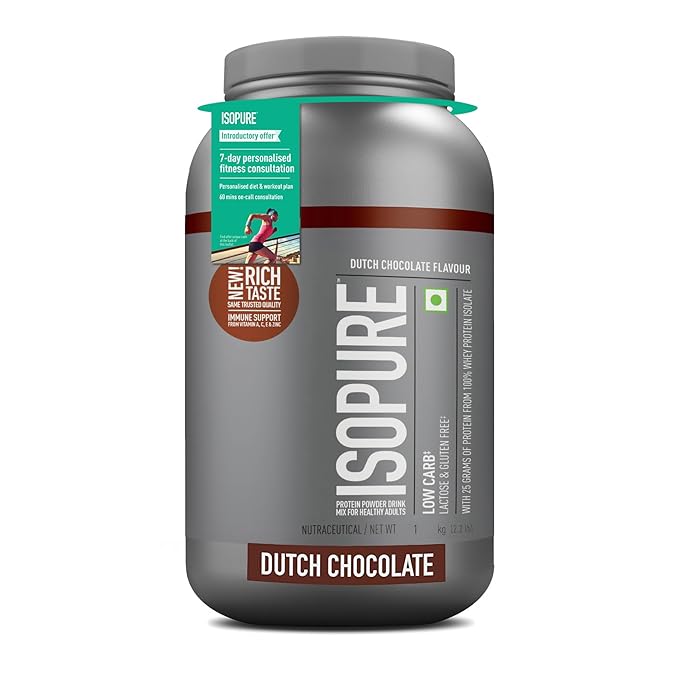 ISOPURE™
Introductory offer*
7-day personalised
fitness consultation
Personalised diet & workout plan
60 mins on-call consultation
NEW!
RICH
TASTE
SAME TRUSTED QUALITY
IMMUNE SUPPORT
FROM VITAMIN A, C, E & ZINC
DUTCH CHOCOLATE FLAVOUR
ISOPURE™
PROTEIN POWDER DRINK
MIX FOR HEALTHY ADULTS
LOW CARB‡
LACTOSE & GLUTEN FREE‡
WITH 25 GRAMS OF PROTEIN FROM 100% WHEY PROTEIN ISOLATE
NUTRACEUTICAL / NET WT 1 kg (2.2 lb)
DUTCH CHOCOLATE